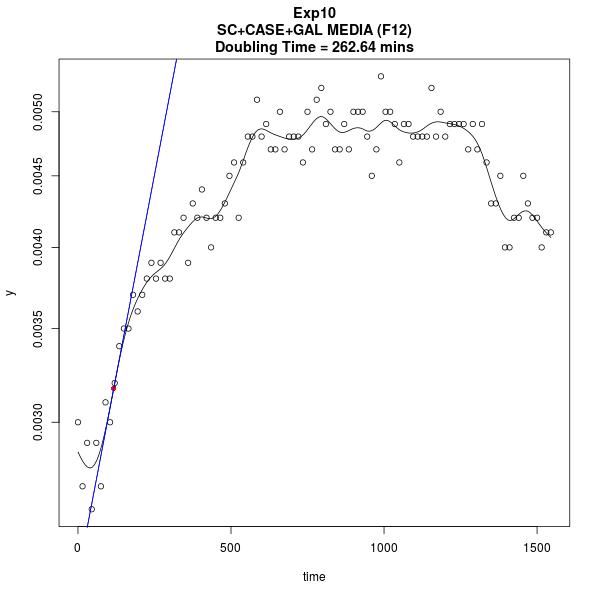 Exp10
SC+CASE+GAL MEDIA (F12)
Doubling Time = 262.64 mins
0.0050
0.0045
0.0040
0.0035
0.0030
y
0 500 1000 1500
time